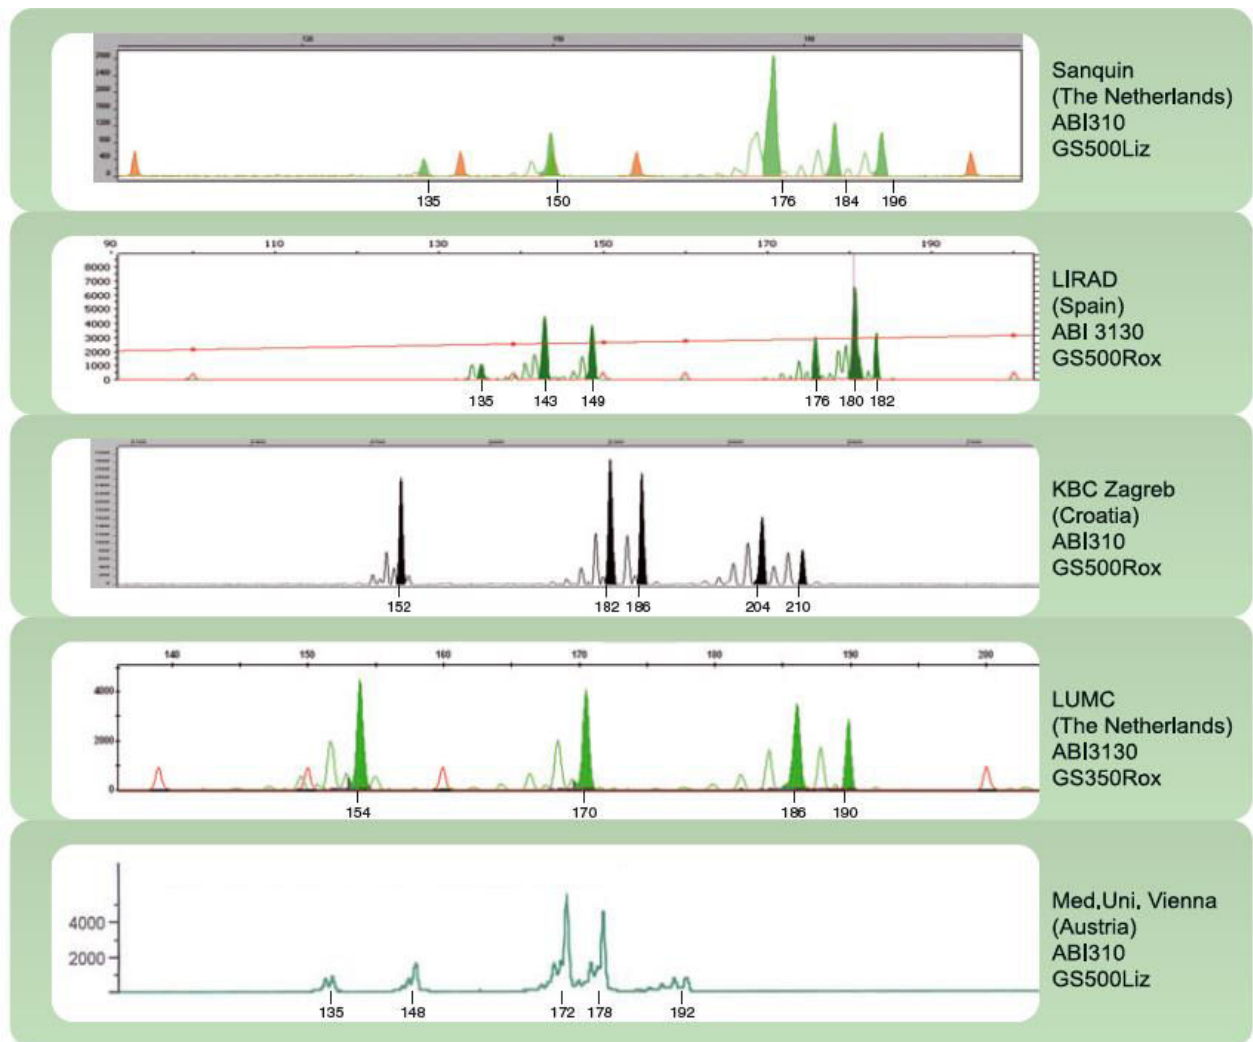 Sanquin
(The Netherlands)
ABI310
GS500Liz
135 150 176 184 196
90 110 130 150 170 190
8000
7000
6000
5000
4000
3000
2000
1000
0
LIRAD
(Spain)
ABI 3130
GS500Rox
135 143 149 176 180 182
KBC Zagreb
(Croatia)
ABI310
GS500Rox
152 182 186 204 210
140 150 160 170 180 190 200
4000
2000
0
LUMC
(The Netherlands)
ABI3130
GS350Rox
154 170 186 190
4000
2000
Med.Uni. Vienna
(Austria)
ABI310
GS500Liz
135 148 172 178 192